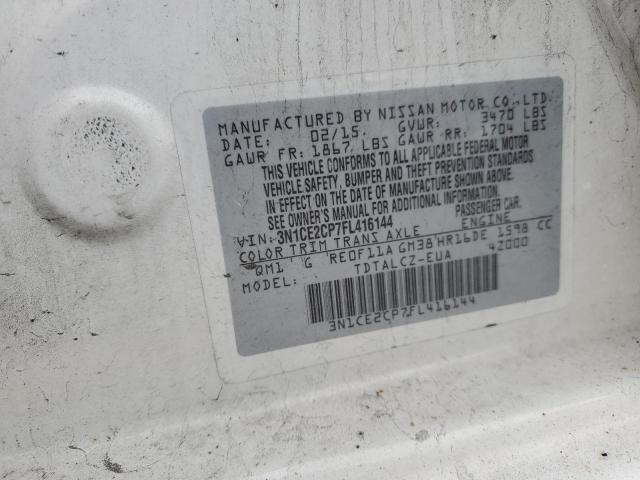 MANUFACTURED BY NISSAN MOTOR CO.,LTD.
DATE: 02/15 GVWR: 3470 LBS
GAWR FR: 1867 LBS GAWR RR: 1704 LBS
THIS VEHICLE CONFORMS TO ALL APPLICABLE FEDERAL MOTOR
VEHICLE SAFETY, BUMPER AND THEFT PREVENTION STANDARDS
IN EFFECT ON THE DATE OF MANUFACTURE SHOWN ABOVE.
SEE OWNER'S MANUAL FOR ADDITIONAL INFORMATION.
VIN: 3N1CE2CP7FL416144 PASSENGER CAR.
COLOR TRIM TRANS AXLE ENGINE
QM1 G RE0F11A GM38 HR16DE 1598 CC
MODEL: TDTALCZ-EUA 4Z000
3N1CE2CP7FL416144